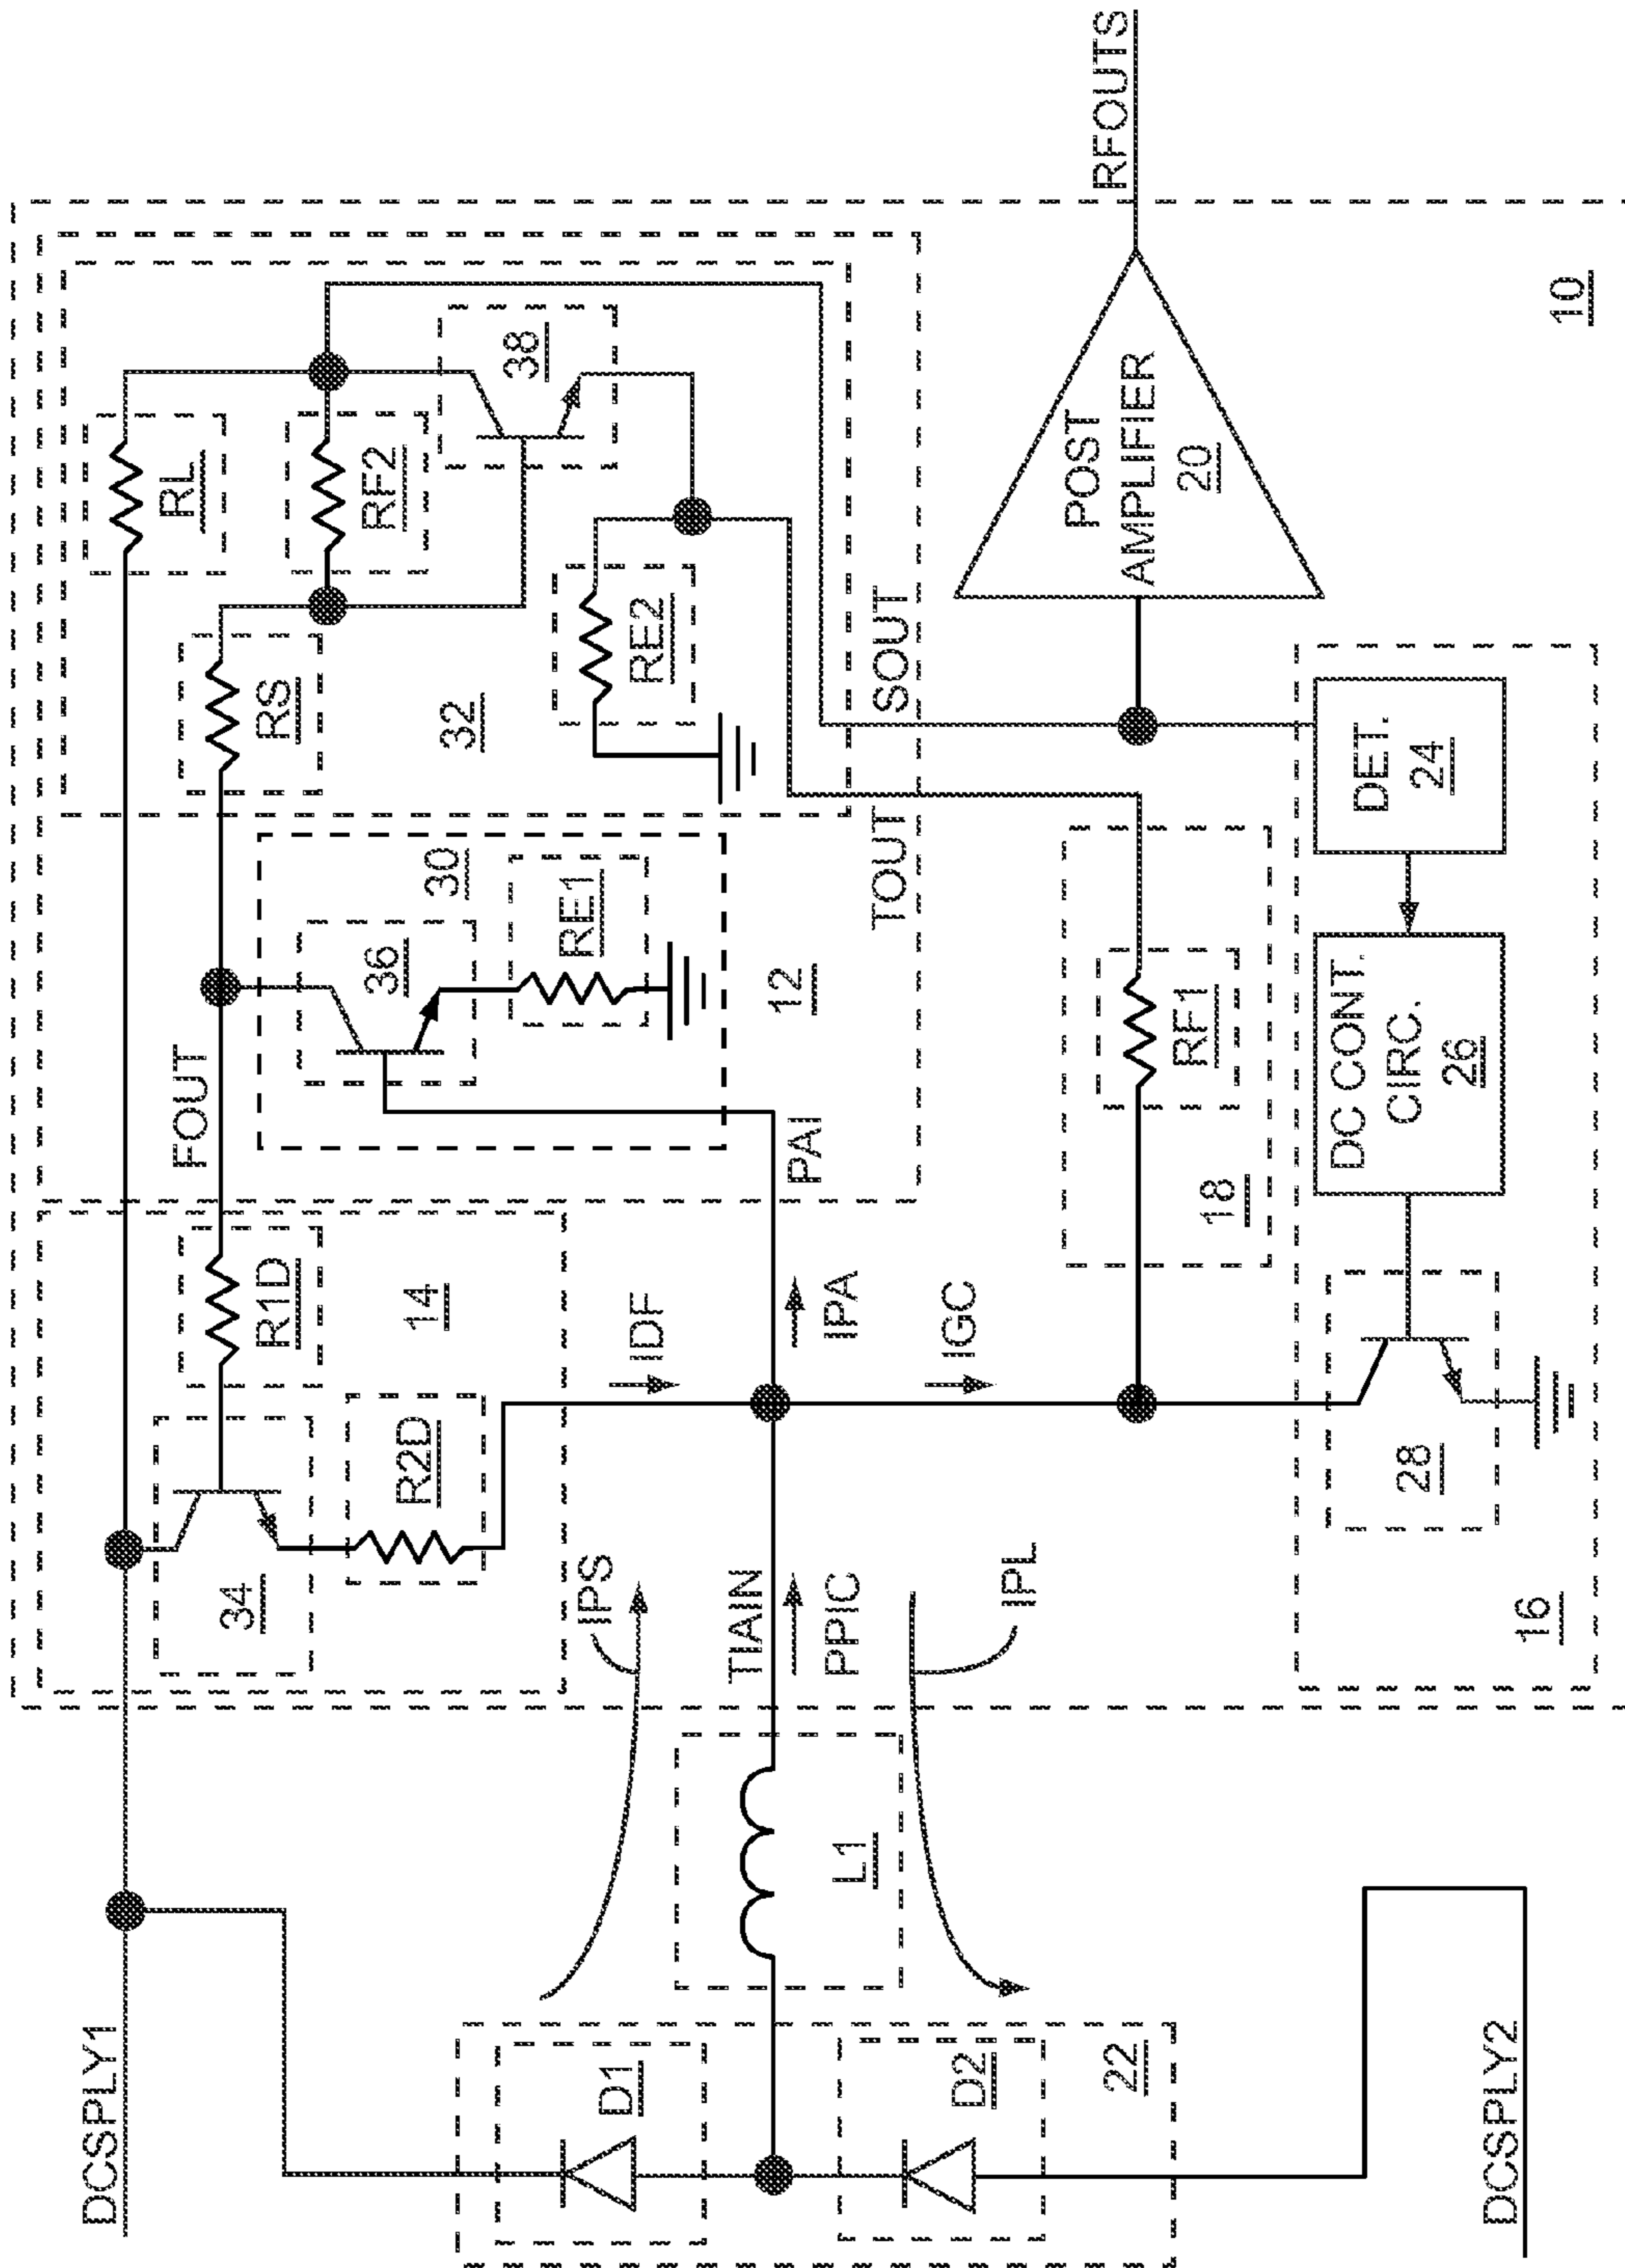 DCSPLY1
DCSPLY2
D1
D2
22
L1
IPS
TIAIN
PPIC
IPL
34
R2D
R1D
14
IDF
IPA
IGC
28
16
FOUT
PAI
36
30
RE1
12
TOUT
18
RF1
DC CONT.
CIRC.
26
DET.
24
RS
32
RE2
SOUT
RL
RF2
38
POST
AMPLIFIER
20
RFOUTS
10